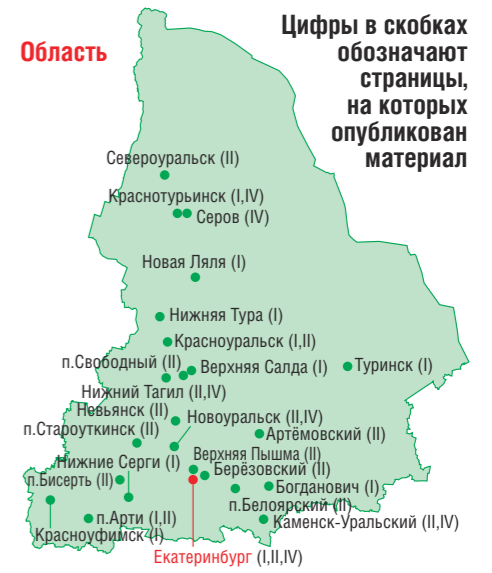 Область
Цифры в скобках
обозначают
страницы,
на которых
опубликован
материал
Североуральск (II)
Краснотурьинск (I,IV)
Серов (IV)
Новая Ляля (I)
Нижняя Тура (I)
Красноуральск (I,II)
п.Свободный (II)
Верхняя Салда (I)
Туринск (I)
Нижний Тагил (II,IV)
Невьянск (II)
Новоуральск (II,IV)
п.Староуткинск (II)
Артёмовский (II)
Верхняя Пышма (II)
Нижние Серги (I)
Берёзовский (II)
п.Бисерть (II)
Богданович (I)
п.Белоярский (II)
п.Арти (I,II)
Каменск-Уральский (II,IV)
Красноуфимск (I)
Екатеринбург (I,II,IV)